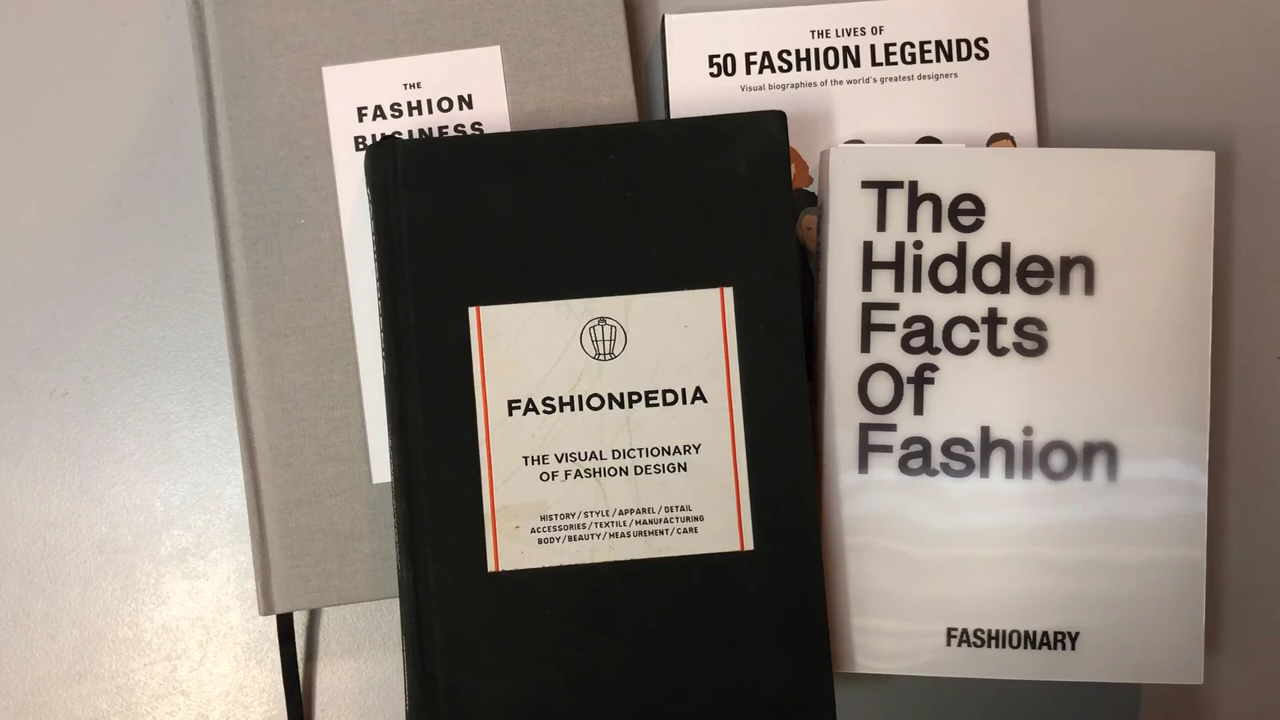 THE
FASHION
BUSINESS
THE LIVES OF
50 FASHION LEGENDS
Visual biographies of the world's greatest designers
FASHIONPEDIA
THE VISUAL DICTIONARY
OF FASHION DESIGN
HISTORY/STYLE/APPAREL/DETAIL
ACCESSORIES/TEXTILE/MANUFACTURING
BODY/BEAUTY/MEASUREMENT/CARE
The
Hidden
Facts
Of
Fashion
FASHIONARY